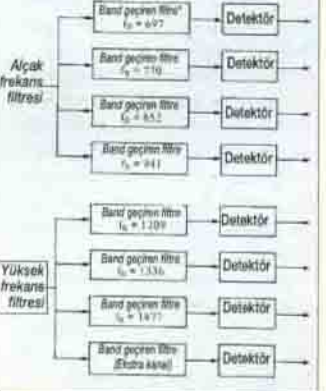 Alçak
frekans
filtresi
Band geçiren filtre*
f₀ = 697
Detektör
Band geçiren filtre
f₀ = 770
Detektör
Band geçiren filtre
f₀ = 852
Detektör
Band geçiren filtre
f₀ = 941
Detektör
Yüksek
frekans
filtresi
Band geçiren filtre
f₀ = 1209
Detektör
Band geçiren filtre
f₀ = 1336
Detektör
Band geçiren filtre
f₀ = 1477
Detektör
Band geçiren filtre
(Ekstra kanal)
Detektör